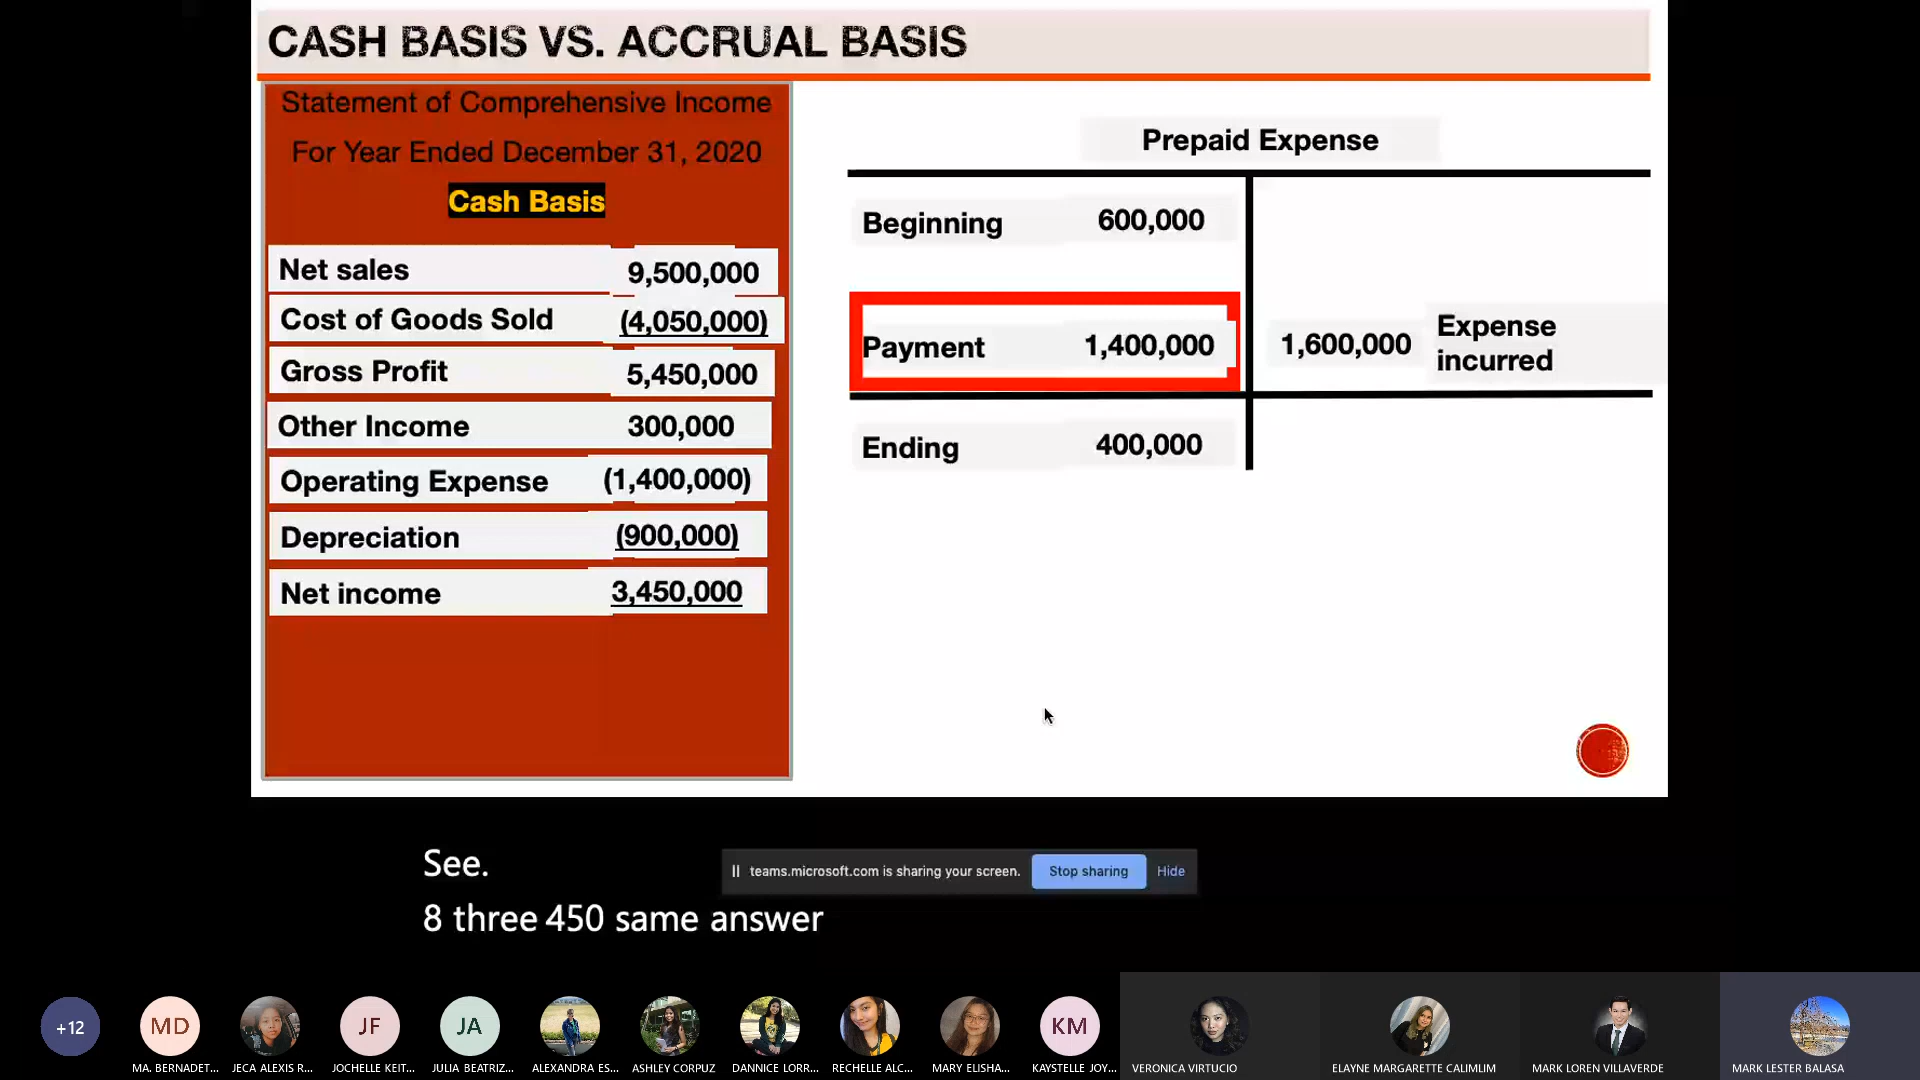 CASH BASIS VS. ACCRUAL BASIS
Statement of Comprehensive Income
For Year Ended December 31, 2020
Cash Basis
Net sales 9,500,000
Cost of Goods Sold (4,050,000)
Gross Profit 5,450,000
Other Income 300,000
Operating Expense (1,400,000)
Depreciation (900,000)
Net income 3,450,000
Prepaid Expense
Beginning 600,000
Payment 1,400,000 1,600,000 Expense
incurred
Ending 400,000
See.
8 three 450 same answer
teams.microsoft.com is sharing your screen. Stop sharing Hide
+12 MD JF JA KM
MA. BERNADET... JECA ALEXIS R... JOCHELLE KEIT... JULIA BEATRIZ... ALEXANDRA ES... ASHLEY CORPUZ DANNICE LORR... RECHELLE ALC... MARY ELISHA... KAYSTELLE JOY... VERONICA VIRTUCIO ELAYNE MARGARETTE CALIMLIM MARK LOREN VILLAVERDE MARK LESTER BALASA